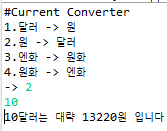 #Current Converter
1.달러 -> 원
2.원 -> 달러
3.엔화 -> 원화
4.원화 -> 엔화
-> 2
10
10달러는 대략 13220원 입니다